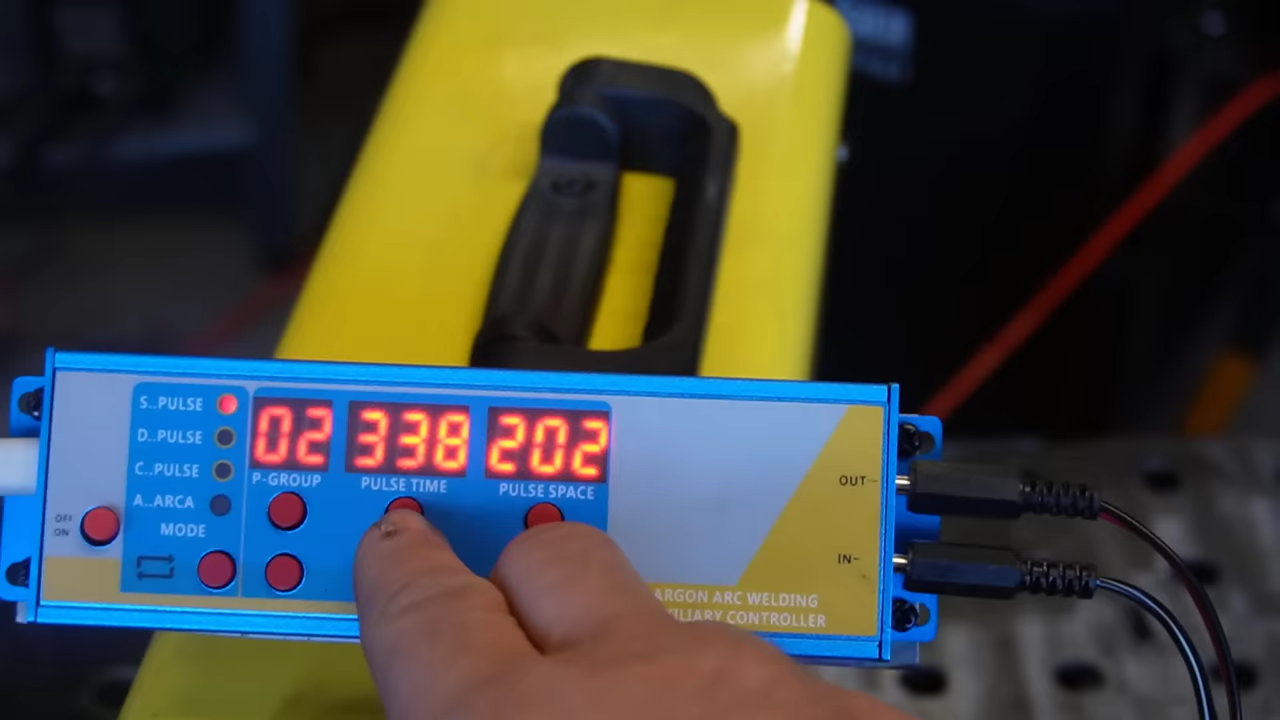 S..PULSE
D..PULSE
C..PULSE
A..ARCA
MODE
OFF
ON
02 338 202
P-GROUP PULSE TIME PULSE SPACE
OUT-
IN-
ARGON ARC WELDING
CONTROLLER